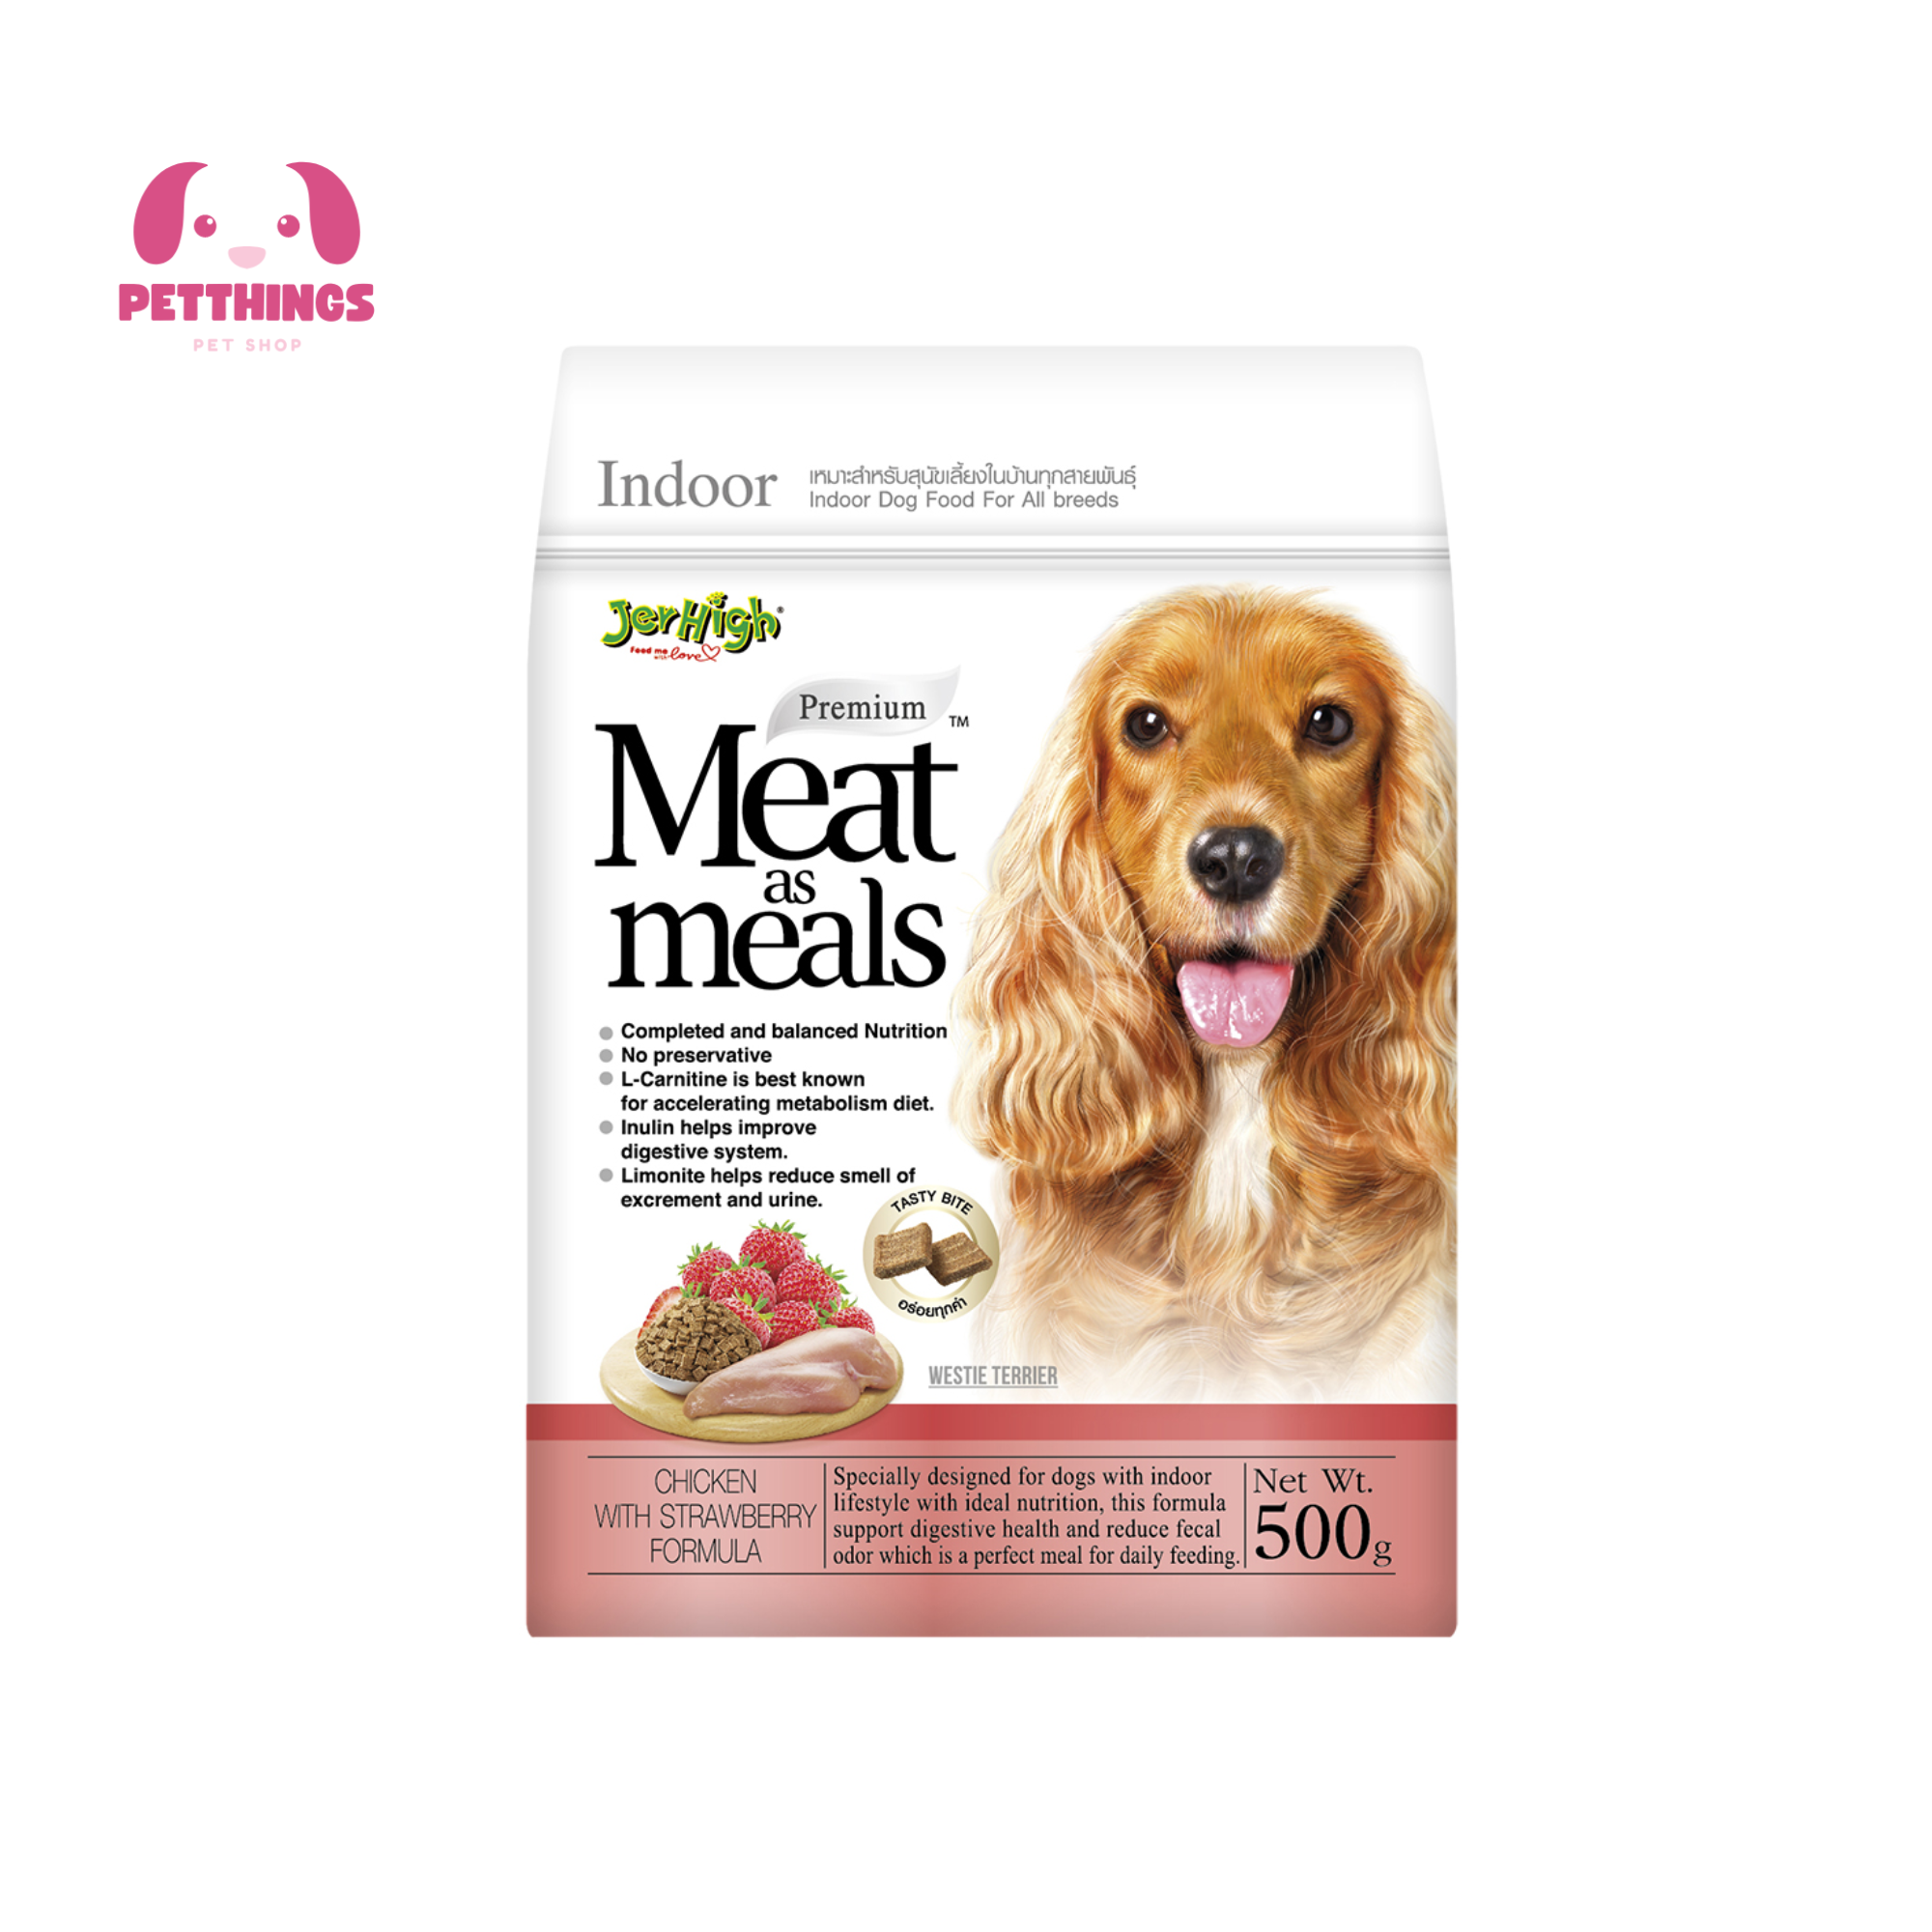 PETTHINGS
PET SHOP
Indoor
เหมาะสำหรับสุนัขเลี้ยงในบ้านทุกสายพันธุ์
Indoor Dog Food For All breeds
JerHigh®
Feed me with love
Premium
Meat™
as
meals
Completed and balanced Nutrition
No preservative
L-Carnitine is best known
for accelerating metabolism diet.
Inulin helps improve
digestive system.
Limonite helps reduce smell of
excrement and urine.
TASTY BITE
อร่อยทุกคำ
WESTIE TERRIER
CHICKEN
WITH STRAWBERRY
FORMULA
Specially designed for dogs with indoor
lifestyle with ideal nutrition, this formula
support digestive health and reduce fecal
odor which is a perfect meal for daily feeding.
Net Wt.
500g